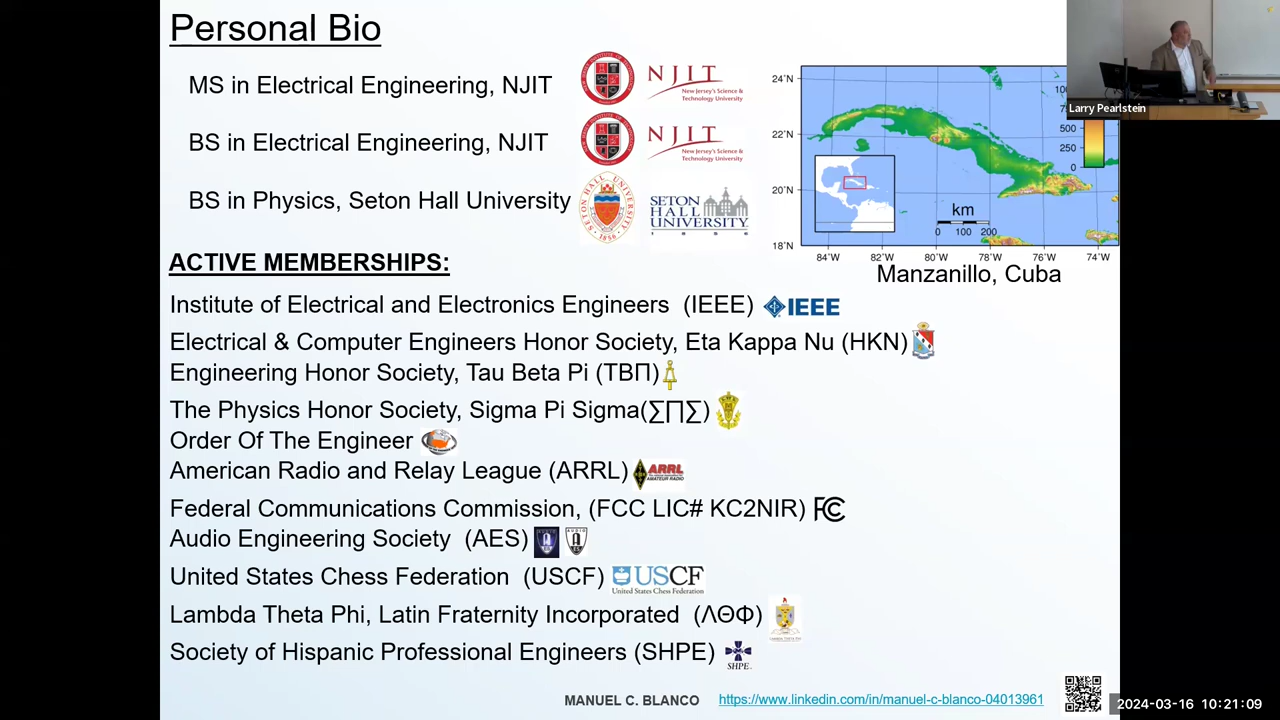 Personal Bio
MS in Electrical Engineering, NJIT
NJIT
New Jersey's Science &
Technology University
BS in Electrical Engineering, NJIT
NJIT
New Jersey's Science &
Technology University
BS in Physics, Seton Hall University
SETON HALL UNIVERSITY
1856
SETON
HALL
UNIVERSITY
24°N
22°N
20°N
18°N
84°W 82°W 80°W 78°W 76°W 74°W
km
0 100 200
500
250
0
Manzanillo, Cuba
Larry Pearlstein
ACTIVE MEMBERSHIPS:
Institute of Electrical and Electronics Engineers (IEEE) IEEE
Electrical & Computer Engineers Honor Society, Eta Kappa Nu (HKN)
Engineering Honor Society, Tau Beta Pi (ΤΒΠ)
The Physics Honor Society, Sigma Pi Sigma(∑∏∑)
Order Of The Engineer
American Radio and Relay League (ARRL) ARRL
AMATEUR RADIO
Federal Communications Commission, (FCC LIC# KC2NIR) FCC
Audio Engineering Society (AES)
United States Chess Federation (USCF) USCF
United States Chess Federation
Lambda Theta Phi, Latin Fraternity Incorporated (ΛΘΦ)
Society of Hispanic Professional Engineers (SHPE) SHPE
MANUEL C. BLANCO https://www.linkedin.com/in/manuel-c-blanco-04013961
2024-03-16 10:21:09